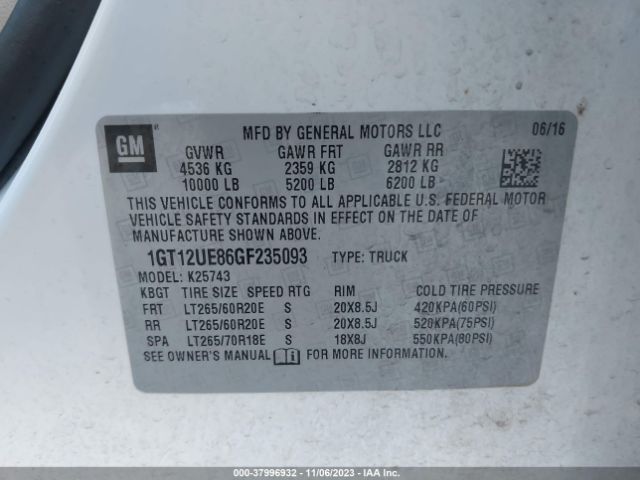 GM
MFD BY GENERAL MOTORS LLC 06/16
GVWR GAWR FRT GAWR RR
4536 KG 2359 KG 2812 KG
10000 LB 5200 LB 6200 LB
THIS VEHICLE CONFORMS TO ALL APPLICABLE U.S. FEDERAL MOTOR
VEHICLE SAFETY STANDARDS IN EFFECT ON THE DATE OF
MANUFACTURE SHOWN ABOVE.
1GT12UE86GF235093 TYPE: TRUCK
MODEL: K25743
KBGT TIRE SIZE SPEED RTG RIM COLD TIRE PRESSURE
FRT LT265/60R20E S 20X8.5J 420KPA(60PSI)
RR LT265/60R20E S 20X8.5J 520KPA(75PSI)
SPA LT265/70R18E S 18X8J 550KPA(80PSI)
SEE OWNER'S MANUAL i FOR MORE INFORMATION.
000-37996932 - 11/06/2023 - IAA Inc.